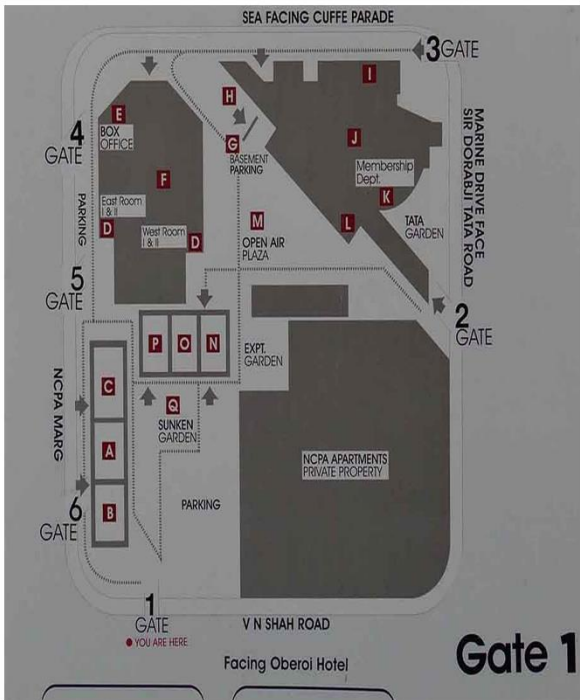 SEA FACING CUFFE PARADE
3 GATE
I
H
E
BOX
OFFICE
4
GATE
G
BASEMENT
PARKING
J
Membership
Dept.
K
F
East Room
I & II
D
West Room
I & II
D
M
OPEN AIR
PLAZA
L
TATA
GARDEN
MARINE DRIVE FACE
SIR DORABJI TATA ROAD
PARKING
5
GATE
2
GATE
P
O
N
EXPT.
GARDEN
C
Q
SUNKEN
GARDEN
NCPA MARG
A
NCPA APARTMENTS
PRIVATE PROPERTY
B
PARKING
6
GATE
1
GATE
YOU ARE HERE
V N SHAH ROAD
Facing Oberoi Hotel
Gate 1